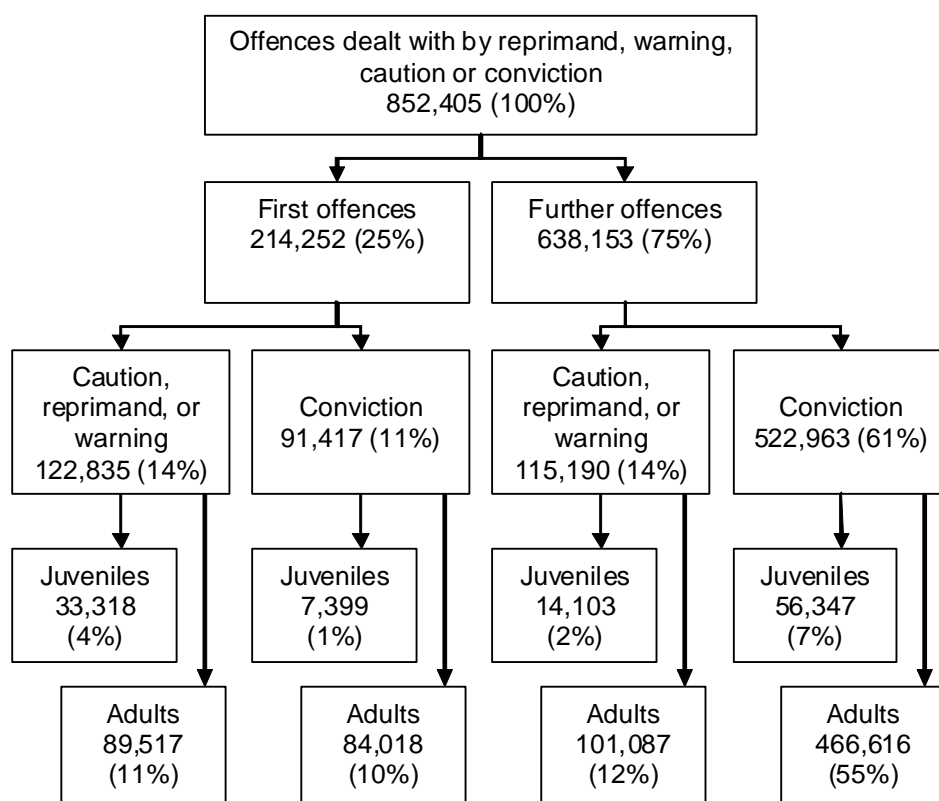 Offences dealt with by reprimand, warning,
caution or conviction
852,405 (100%)
First offences
214,252 (25%)
Further offences
638,153 (75%)
Caution,
reprimand, or
warning
122,835 (14%)
Conviction
91,417 (11%)
Caution,
reprimand, or
warning
115,190 (14%)
Conviction
522,963 (61%)
Juveniles
33,318
(4%)
Juveniles
7,399
(1%)
Juveniles
14,103
(2%)
Juveniles
56,347
(7%)
Adults
89,517
(11%)
Adults
84,018
(10%)
Adults
101,087
(12%)
Adults
466,616
(55%)